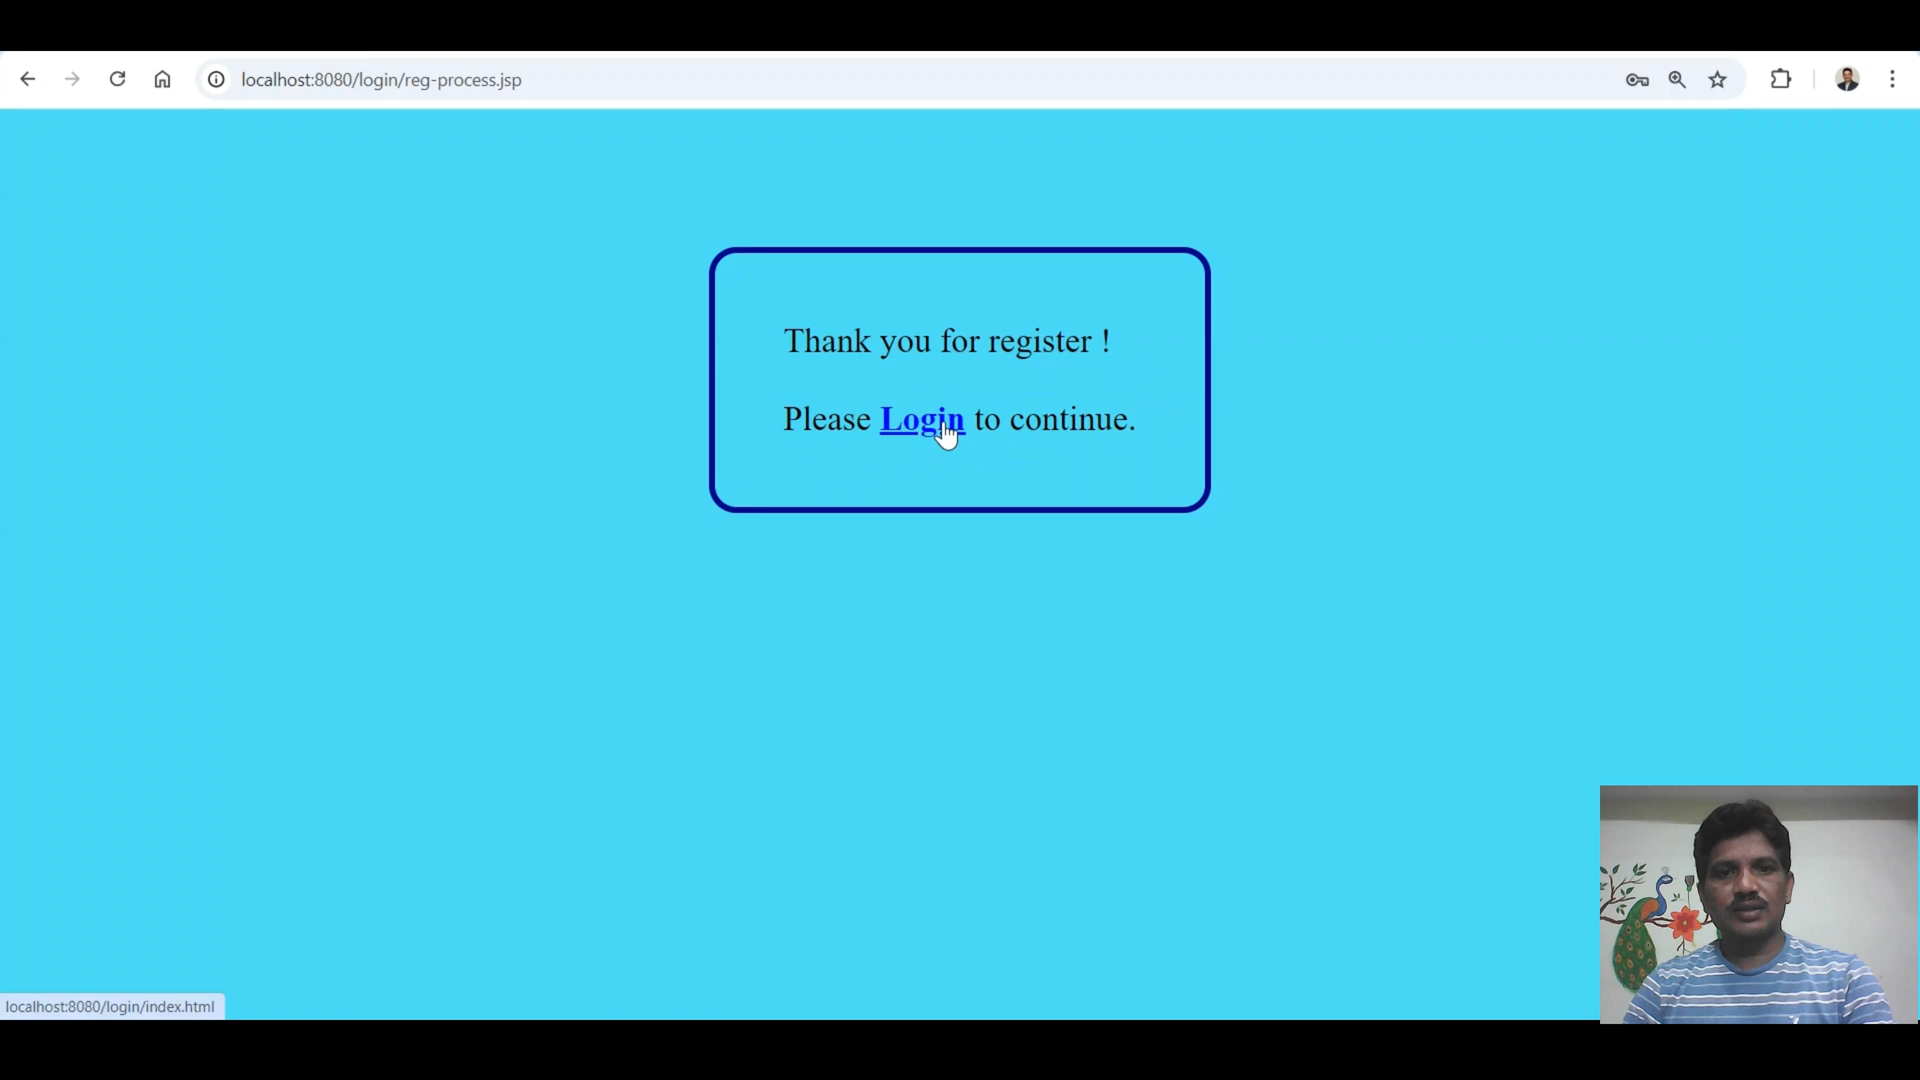 localhost:8080/login/reg-process.jsp
Thank you for register !
Please Login to continue.
localhost:8080/login/index.html